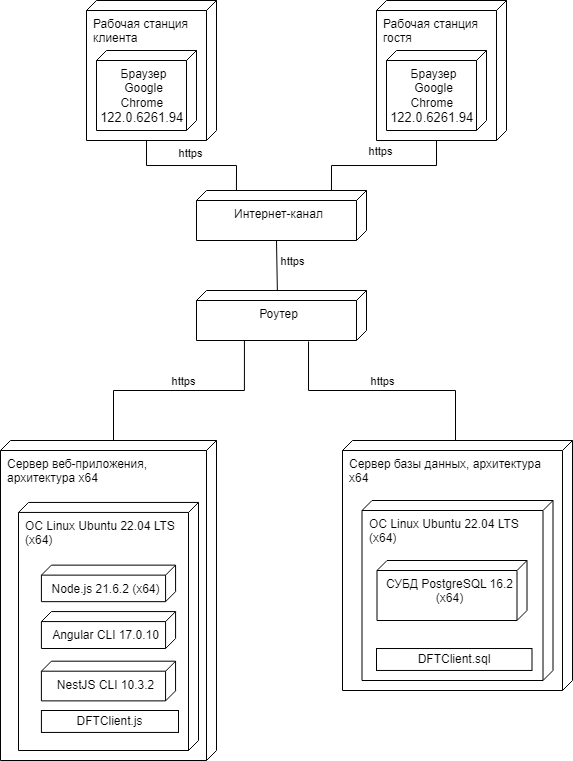 Рабочая станция
клиента
Браузер
Google
Chrome
122.0.6261.94
Рабочая станция
гостя
Браузер
Google
Chrome
122.0.6261.94
https
https
Интернет-канал
https
Роутер
https
https
Сервер веб-приложения,
архитектура x64
ОС Linux Ubuntu 22.04 LTS
(x64)
Node.js 21.6.2 (x64)
Angular CLI 17.0.10
NestJS CLI 10.3.2
DFTClient.js
Сервер базы данных, архитектура
x64
ОС Linux Ubuntu 22.04 LTS
(x64)
СУБД PostgreSQL 16.2
(x64)
DFTClient.sql